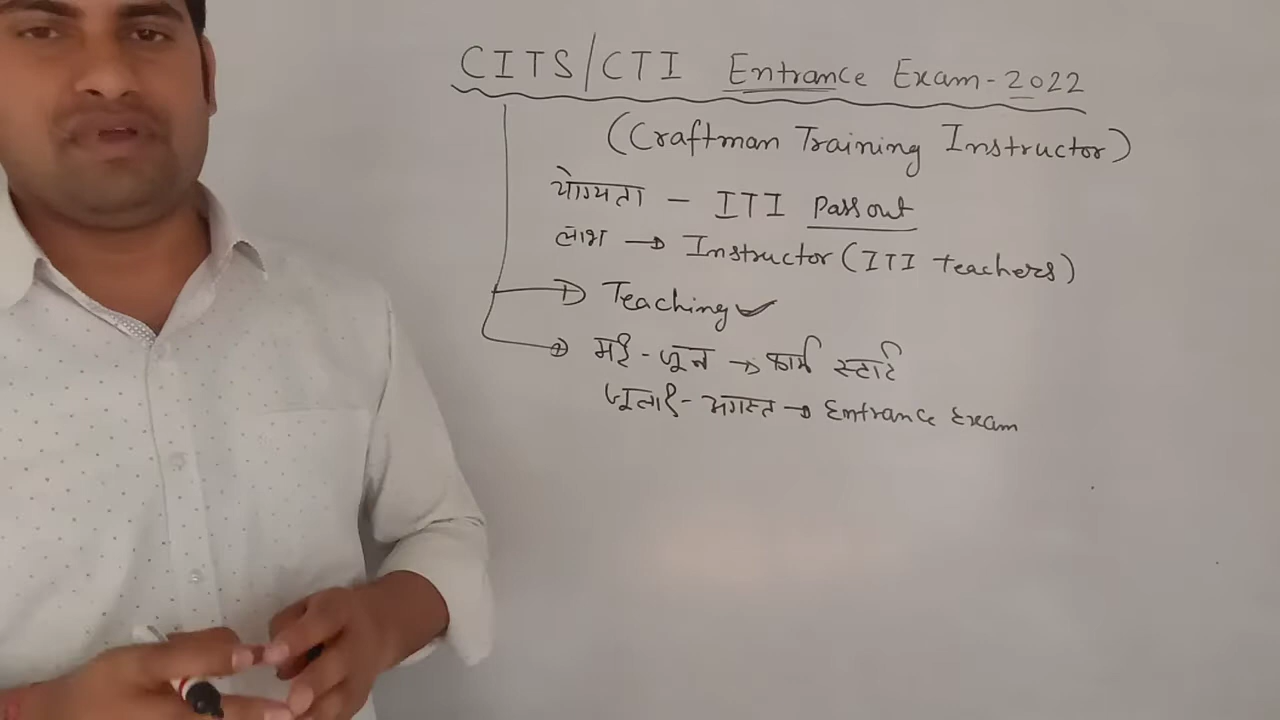 CITS/CTI Entrance Exam-2022
(Craftman Training Instructor)
योग्यता - ITI Pass out
लाभ → Instructor (ITI teachers)
→ Teaching ✓
→ मई-जून → फार्म स्टार्ट
जुलाई-अगस्त → Entrance Exam